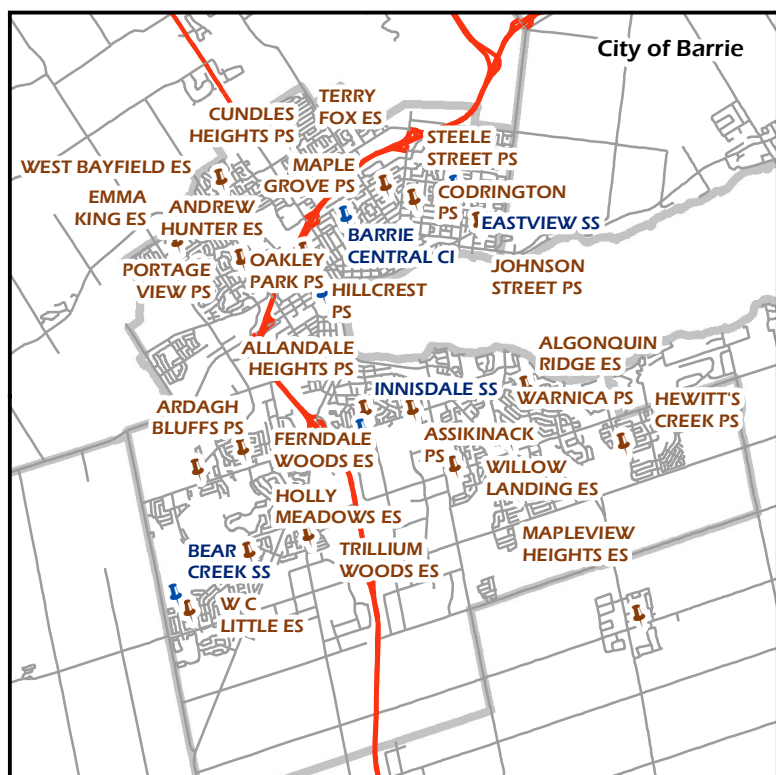 City of Barrie
TERRY
FOX ES
CUNDLES
HEIGHTS PS
STEELE
STREET PS
WEST BAYFIELD ES
MAPLE
GROVE PS
EMMA
KING ES
ANDREW
HUNTER ES
CODRINGTON
PS
EASTVIEW SS
BARRIE
CENTRAL CI
PORTAGE
VIEW PS
OAKLEY
PARK PS
JOHNSON
STREET PS
HILLCREST
PS
ALLANDALE
HEIGHTS PS
ALGONQUIN
RIDGE ES
INNISDALE SS
WARNICA PS
HEWITT'S
CREEK PS
ARDAGH
BLUFFS PS
FERNDALE
WOODS ES
ASSIKINACK
PS
WILLOW
LANDING ES
HOLLY
MEADOWS ES
MAPLEVIEW
HEIGHTS ES
TRILLIUM
WOODS ES
BEAR
CREEK SS
W C
LITTLE ES